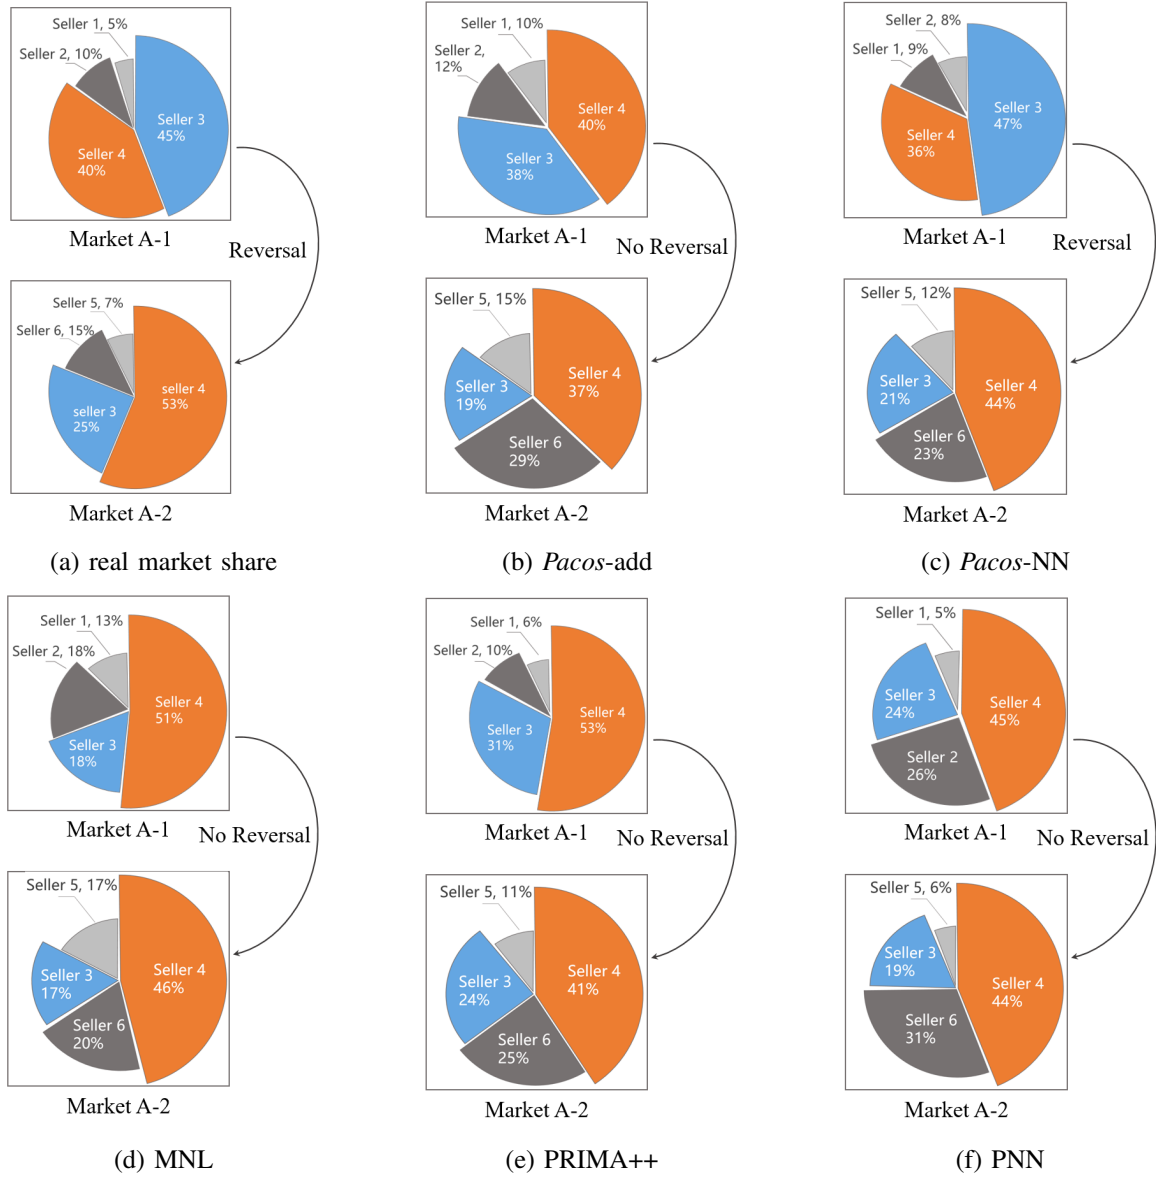 Seller 1, 5%
Seller 2, 10%
Seller 3
45%
Seller 4
40%
Market A-1
Reversal
Seller 5, 7%
Seller 6, 15%
seller 4
53%
seller 3
25%
Market A-2
(a) real market share
Seller 1, 10%
Seller 2,
12%
Seller 4
40%
Seller 3
38%
Market A-1
No Reversal
Seller 5, 15%
Seller 4
37%
Seller 3
19%
Seller 6
29%
Market A-2
(b) Pacos-add
Seller 2, 8%
Seller 1, 9%
Seller 3
47%
Seller 4
36%
Market A-1
Reversal
Seller 5, 12%
Seller 3
21%
Seller 4
44%
Seller 6
23%
Market A-2
(c) Pacos-NN
Seller 1, 13%
Seller 2, 18%
Seller 4
51%
Seller 3
18%
Market A-1
No Reversal
Seller 5, 17%
Seller 4
46%
Seller 3
17%
Seller 6
20%
Market A-2
(d) MNL
Seller 1, 6%
Seller 2, 10%
Seller 4
53%
Seller 3
31%
Market A-1
No Reversal
Seller 5, 11%
Seller 4
41%
Seller 3
24%
Seller 6
25%
Market A-2
(e) PRIMA++
Seller 1, 5%
Seller 3
24%
Seller 4
45%
Seller 2
26%
Market A-1
No Reversal
Seller 5, 6%
Seller 3
19%
Seller 4
44%
Seller 6
31%
Market A-2
(f) PNN